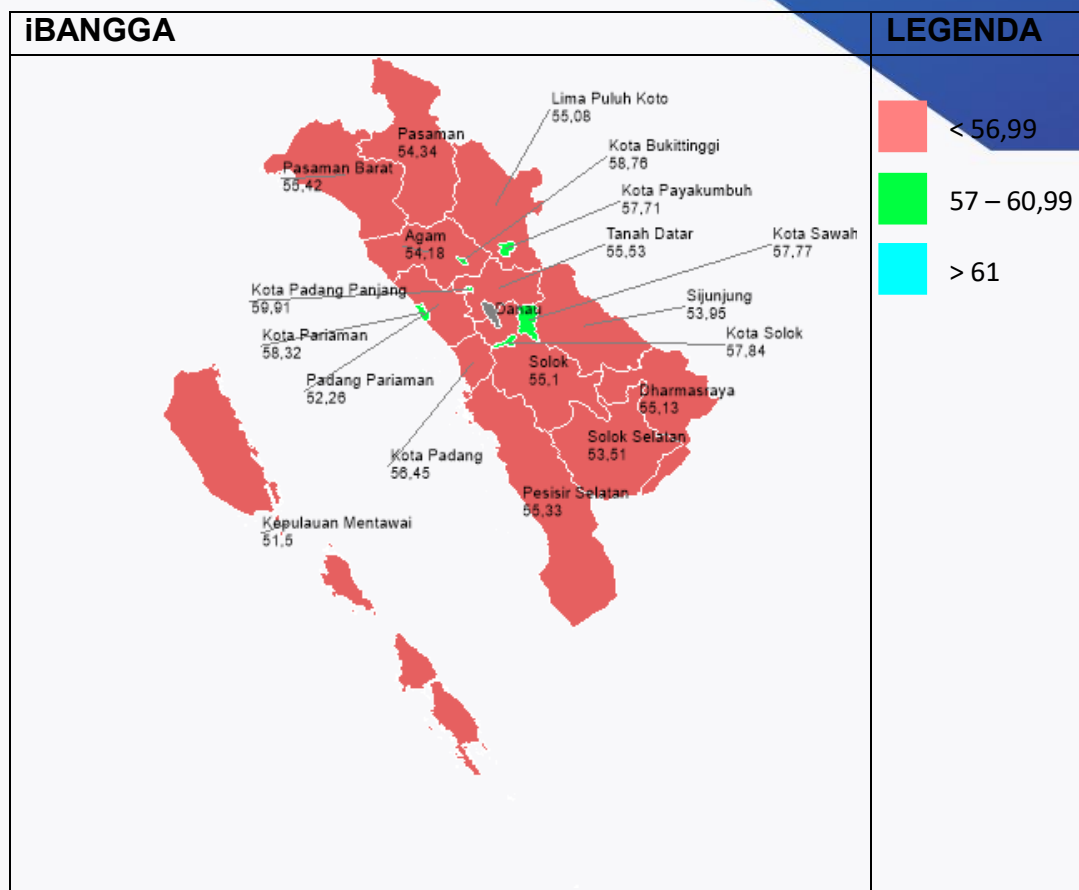 iBANGGA
LEGENDA
< 56,99
57 – 60,99
> 61
Lima Puluh Koto
55,08
Pasaman
54,34
Kota Bukittinggi
58,76
Pasaman Barat
55,42
Kota Payakumbuh
57,71
Agam
54,18
Tanah Datar
55,53
Kota Sawah
57,77
Kota Padang Panjang
59,91
Sijunjung
53,95
Danau
Kota Pariaman
58,32
Kota Solok
57,84
Solok
55,1
Padang Pariaman
52,26
Dharmasraya
55,13
Solok Selatan
53,51
Kota Padang
56,45
Pesisir Selatan
55,33
Kepulauan Mentawai
51,5